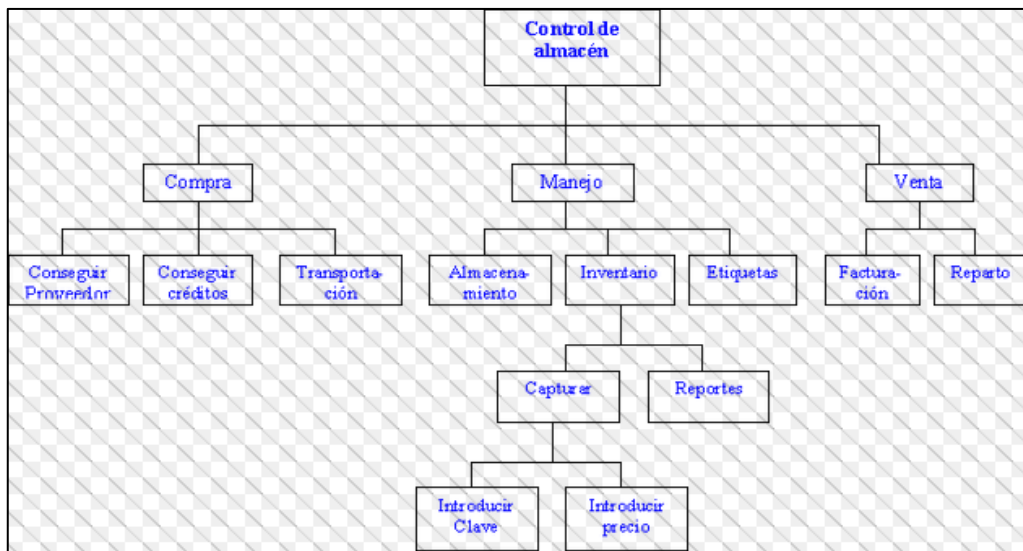 Control de
almacén
Compra
Manejo
Venta
Conseguir
Proveedor
Conseguir
créditos
Transporta-
ción
Almacena-
miento
Inventario
Etiquetas
Factura-
ción
Reparto
Capturar
Reportes
Introducir
Clave
Introducir
precio